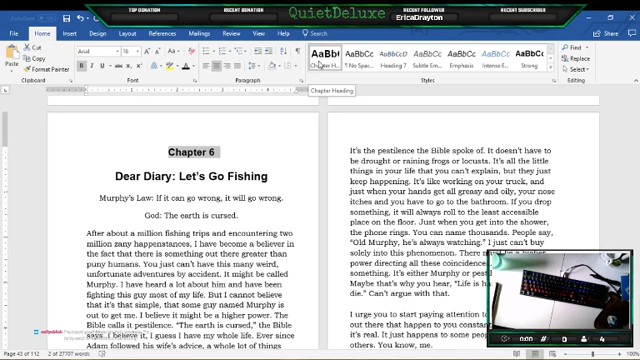 TOP DONATION
RECENT DONATION
RECENT FOLLOWER
RECENT SUBSCRIBER
QuietDeluxe
EricaDrayton
File
Home
Search
Cut
Copy
Paste
Format Painter
Clipboard
Arial
16
Font
Paragraph
AaBbI
AaBbCc
AaBbCcD
AaBbCc
AaBbCc
AaBbCc
AaBbCc
Chapter H...
¶ No Spac...
Heading 7
Subtle Em...
Emphasis
Intense E...
Strong
Styles
Find
Replace
Select
Editing
Chapter Heading
Chapter 6
Dear Diary: Let's Go Fishing
Murphy's Law: If it can go wrong, it will go wrong.
God: The earth is cursed.
After about a million fishing trips and encountering two
million zany happenstances, I have become a believer in
the fact that there is something out there greater than
puny humans. You just can't have this many weird,
unfortunate adventures by accident. It might be called
Murphy. I have heard a lot about him and have been
fighting this guy most of my life. But I cannot believe
that it's that simple, that some guy named Murphy is
out to get me. I believe it might be a higher power. The
Bible calls it pestilence. "The earth is cursed," the Bible
says. I believe it, I guess I have my whole life. Ever since
Adam followed his wife's advice, a whole lot of things
It's the pestilence the Bible spoke of. It doesn't have to
be drought or raining frogs or locusts. It's all the little
things in your life that you can't explain, but they just
keep happening. It's like working on your truck, and
just when your hands get all greasy and oily, your nose
itches and you have to go to the bathroom. If you drop
something, it will always roll to the least accessible
place on the floor. Just when you get into the shower,
the phone rings. You can name thousands. People say,
"Old Murphy, he's always watching." I just can't buy
solely into this phenomenon. There must be a higher
power directing all these coincidences
something. It's either Murphy or pest
Maybe that's why you hear, "Life is h
die." Can't argue with that.
I urge you to start paying attention to
out there that happen to you constant
it's real. It just happens to some peop
others. You know, me.
Page 43 of 112
2 of 27707 words
0:00
0
4
100%